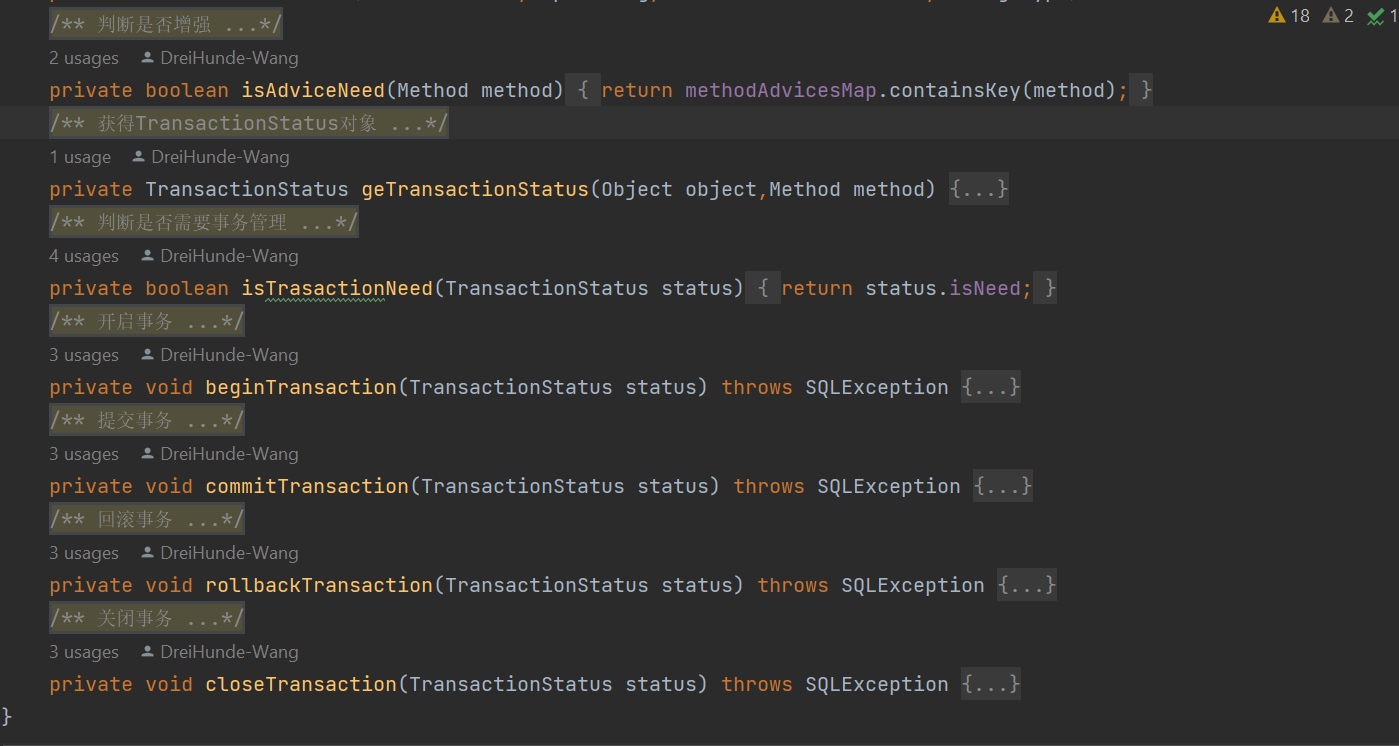 /** 判断是否增强 ...*/
18 2 1
2 usages DreiHunde-Wang
private boolean isAdviceNeed(Method method) { return methodAdvicesMap.containsKey(method); }
/** 获得TransactionStatus对象 ...*/
1 usage DreiHunde-Wang
private TransactionStatus geTransactionStatus(Object object,Method method) {...}
/** 判断是否需要事务管理 ...*/
4 usages DreiHunde-Wang
private boolean isTrasactionNeed(TransactionStatus status) { return status.isNeed; }
/** 开启事务 ...*/
3 usages DreiHunde-Wang
private void beginTransaction(TransactionStatus status) throws SQLException {...}
/** 提交事务 ...*/
3 usages DreiHunde-Wang
private void commitTransaction(TransactionStatus status) throws SQLException {...}
/** 回滚事务 ...*/
3 usages DreiHunde-Wang
private void rollbackTransaction(TransactionStatus status) throws SQLException {...}
/** 关闭事务 ...*/
3 usages DreiHunde-Wang
private void closeTransaction(TransactionStatus status) throws SQLException {...}
}